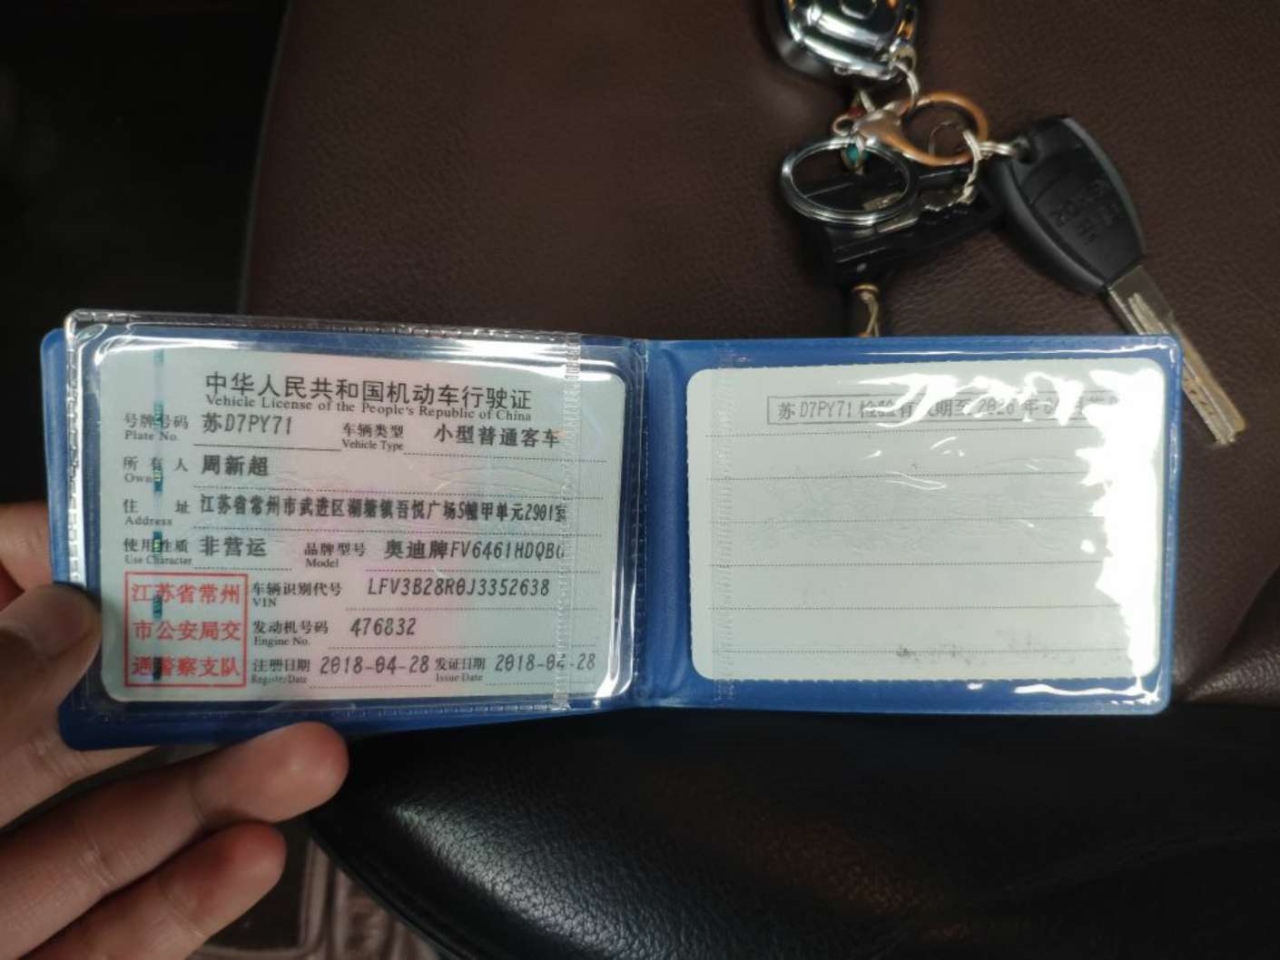 中华人民共和国机动车行驶证
Vehicle License of the People's Republic of China
号牌号码 苏D7PY71 车辆类型 小型普通客车
Plate No. Vehicle Type
所有人 周新超
Owner
住址 江苏省常州市武进区湖塘镇吾悦广场5幢甲单元2901室
Address
使用性质 非营运 品牌型号 奥迪牌FV6461HDQBG
Use Character Model
江苏省常州
市公安局交
通警察支队
车辆识别代号 LFV3B28R0J3352638
VIN
发动机号码 476832
Engine No.
注册日期 2018-04-28 发证日期 2018-04-28
Register Date Issue Date
苏D7PY71 检验有效期至2026年